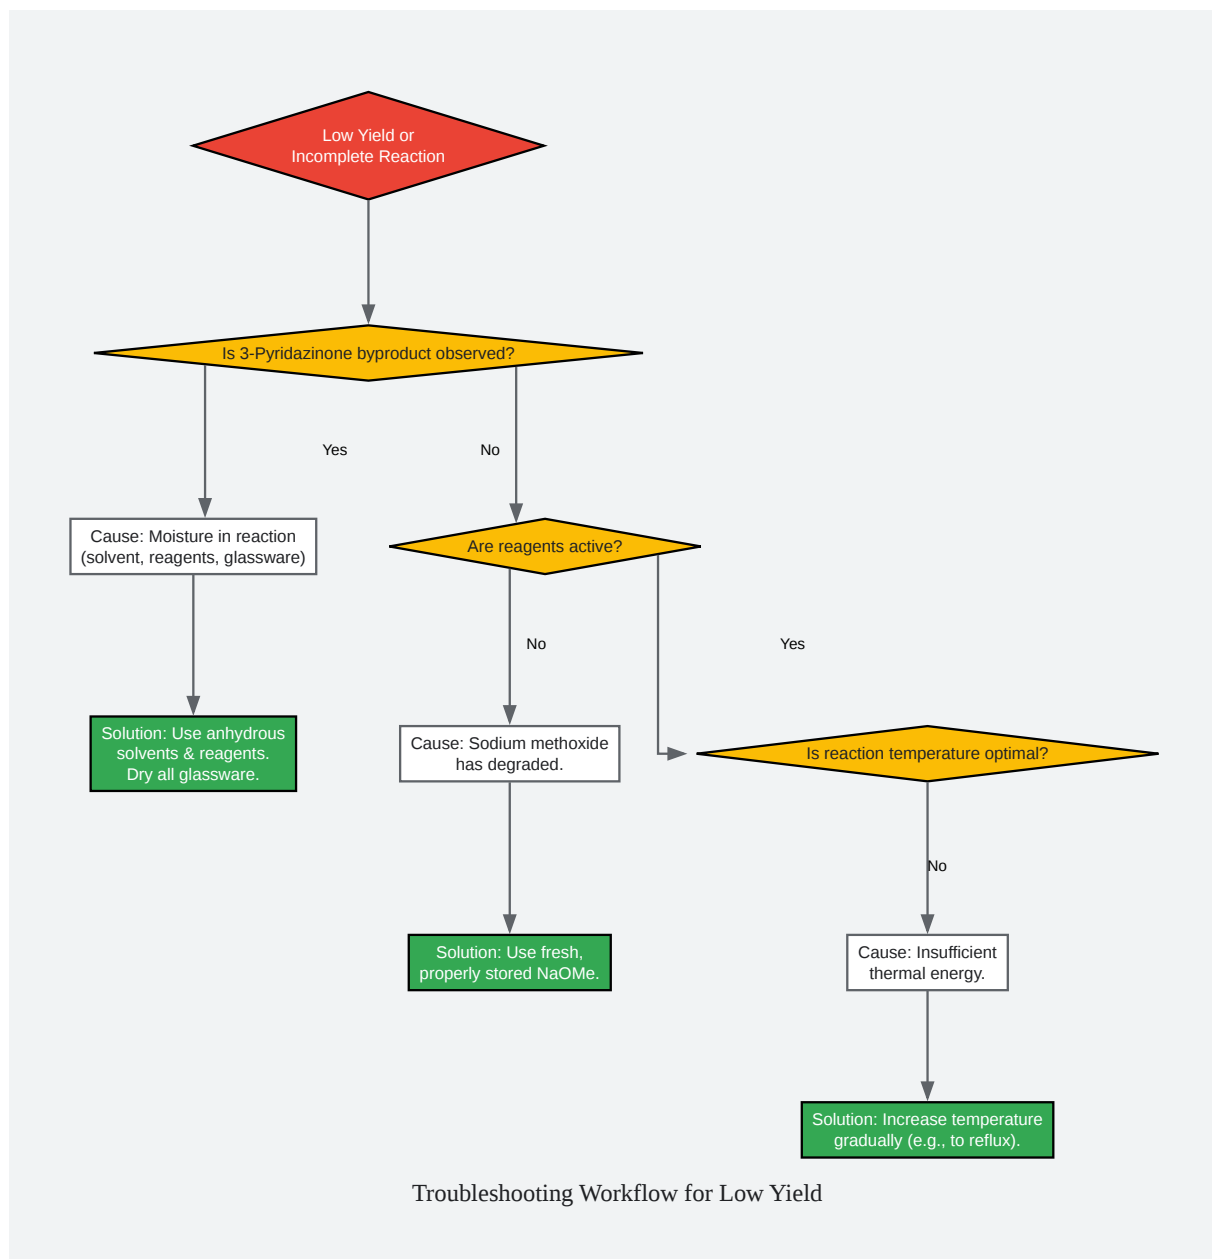 Low Yield or
Incomplete Reaction
Is 3-Pyridazinone byproduct observed?
Yes
No
Cause: Moisture in reaction
(solvent, reagents, glassware)
Are reagents active?
No
Yes
Solution: Use anhydrous
solvents & reagents.
Dry all glassware.
Cause: Sodium methoxide
has degraded.
Is reaction temperature optimal?
No
Solution: Use fresh,
properly stored NaOMe.
Cause: Insufficient
thermal energy.
Solution: Increase temperature
gradually (e.g., to reflux).
Troubleshooting Workflow for Low Yield